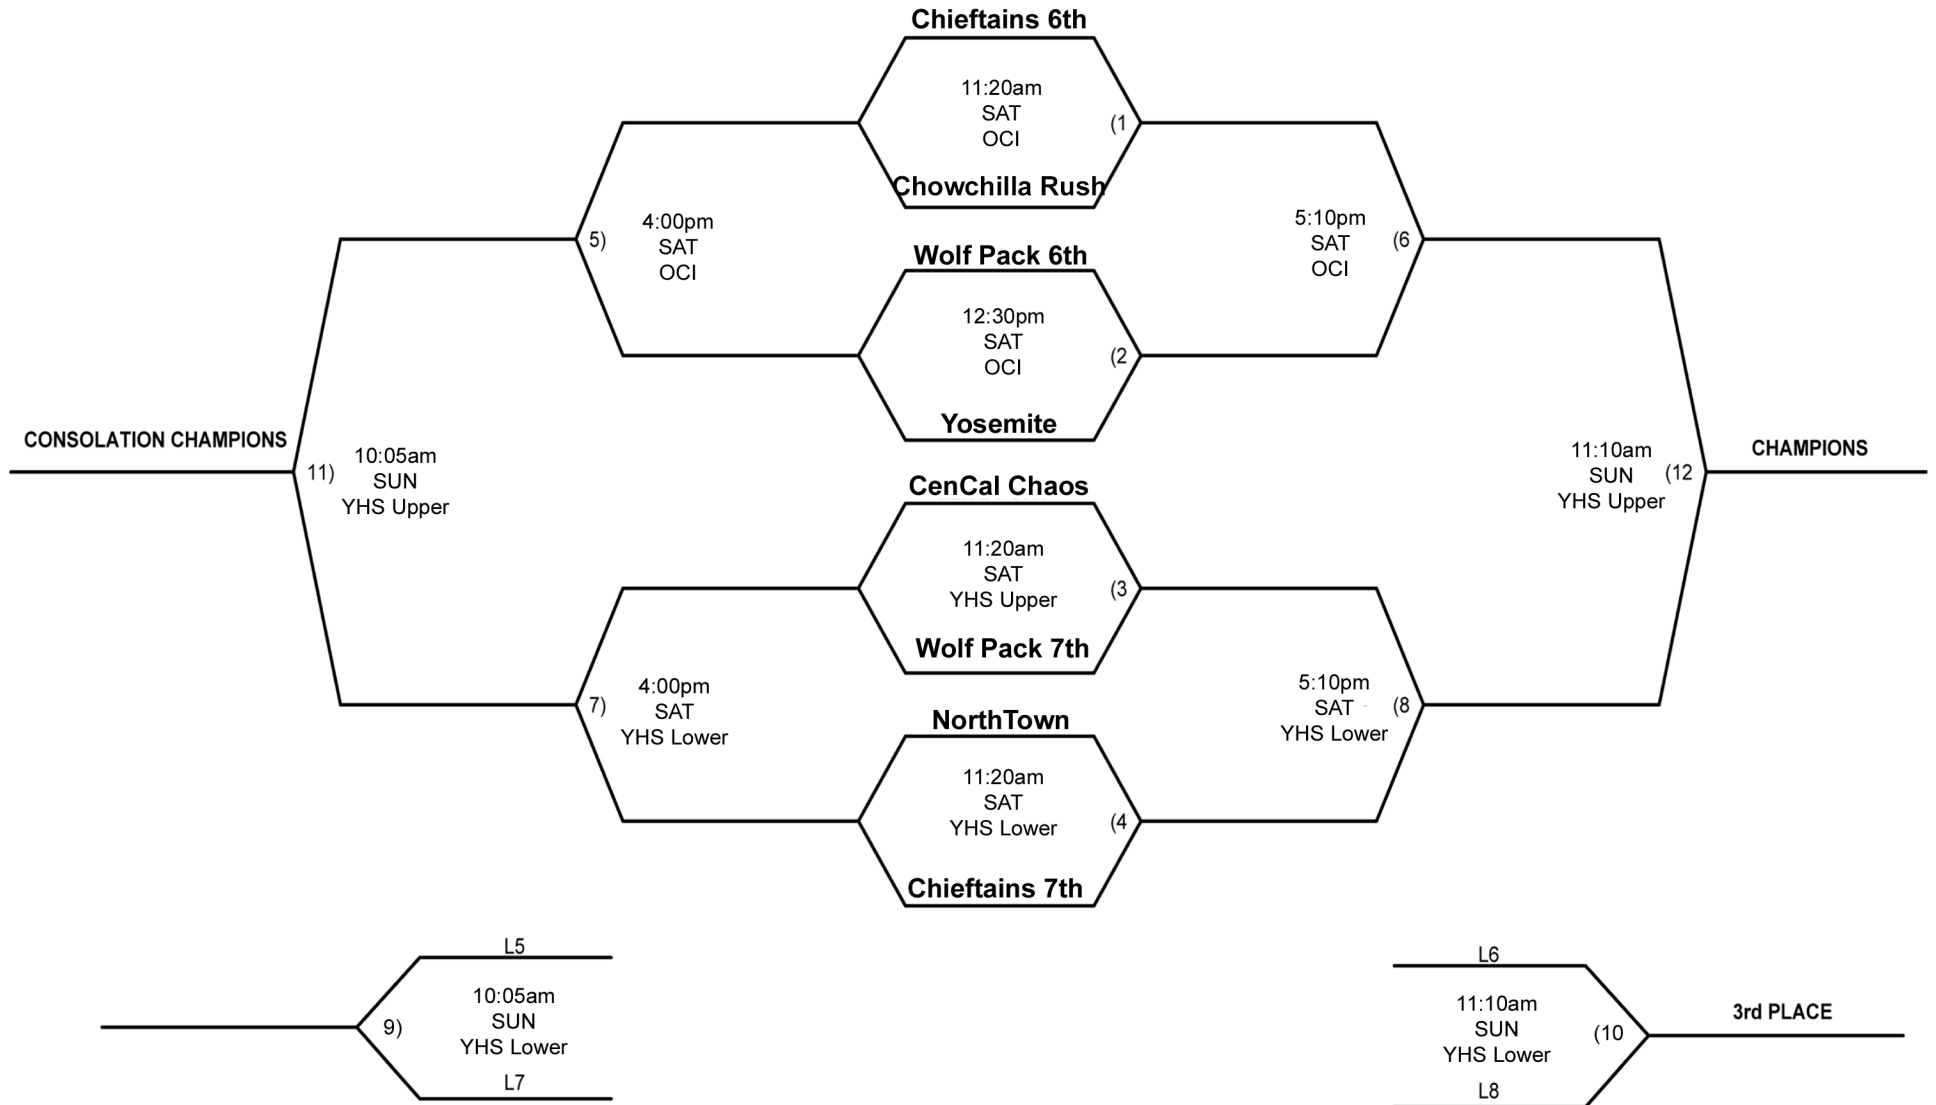 Chieftains 6th
11:20am
SAT
OCI
(1
Chowchilla Rush
4:00pm
SAT
OCI
5)
5:10pm
SAT
OCI
(6
Wolf Pack 6th
12:30pm
SAT
OCI
(2
Yosemite
CONSOLATION CHAMPIONS
11)
10:05am
SUN
YHS Upper
11:10am
SUN
YHS Upper
(12
CHAMPIONS
CenCal Chaos
11:20am
SAT
YHS Upper
(3
Wolf Pack 7th
7)
4:00pm
SAT
YHS Lower
5:10pm
SAT
YHS Lower
(8
NorthTown
11:20am
SAT
YHS Lower
(4
Chieftains 7th
L5
10:05am
SUN
YHS Lower
9)
L7
L6
11:10am
SUN
YHS Lower
(10
3rd PLACE
L8